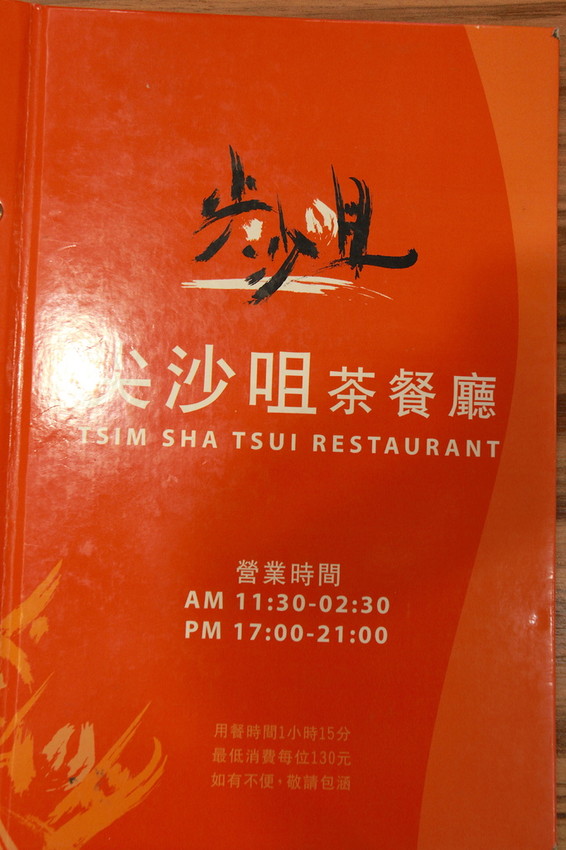 尖沙咀
尖沙咀茶餐廳
TSIM SHA TSUI RESTAURANT
營業時間
AM 11:30-02:30
PM 17:00-21:00
用餐時間1小時15分
最低消費每位130元
如有不便，敬請包涵